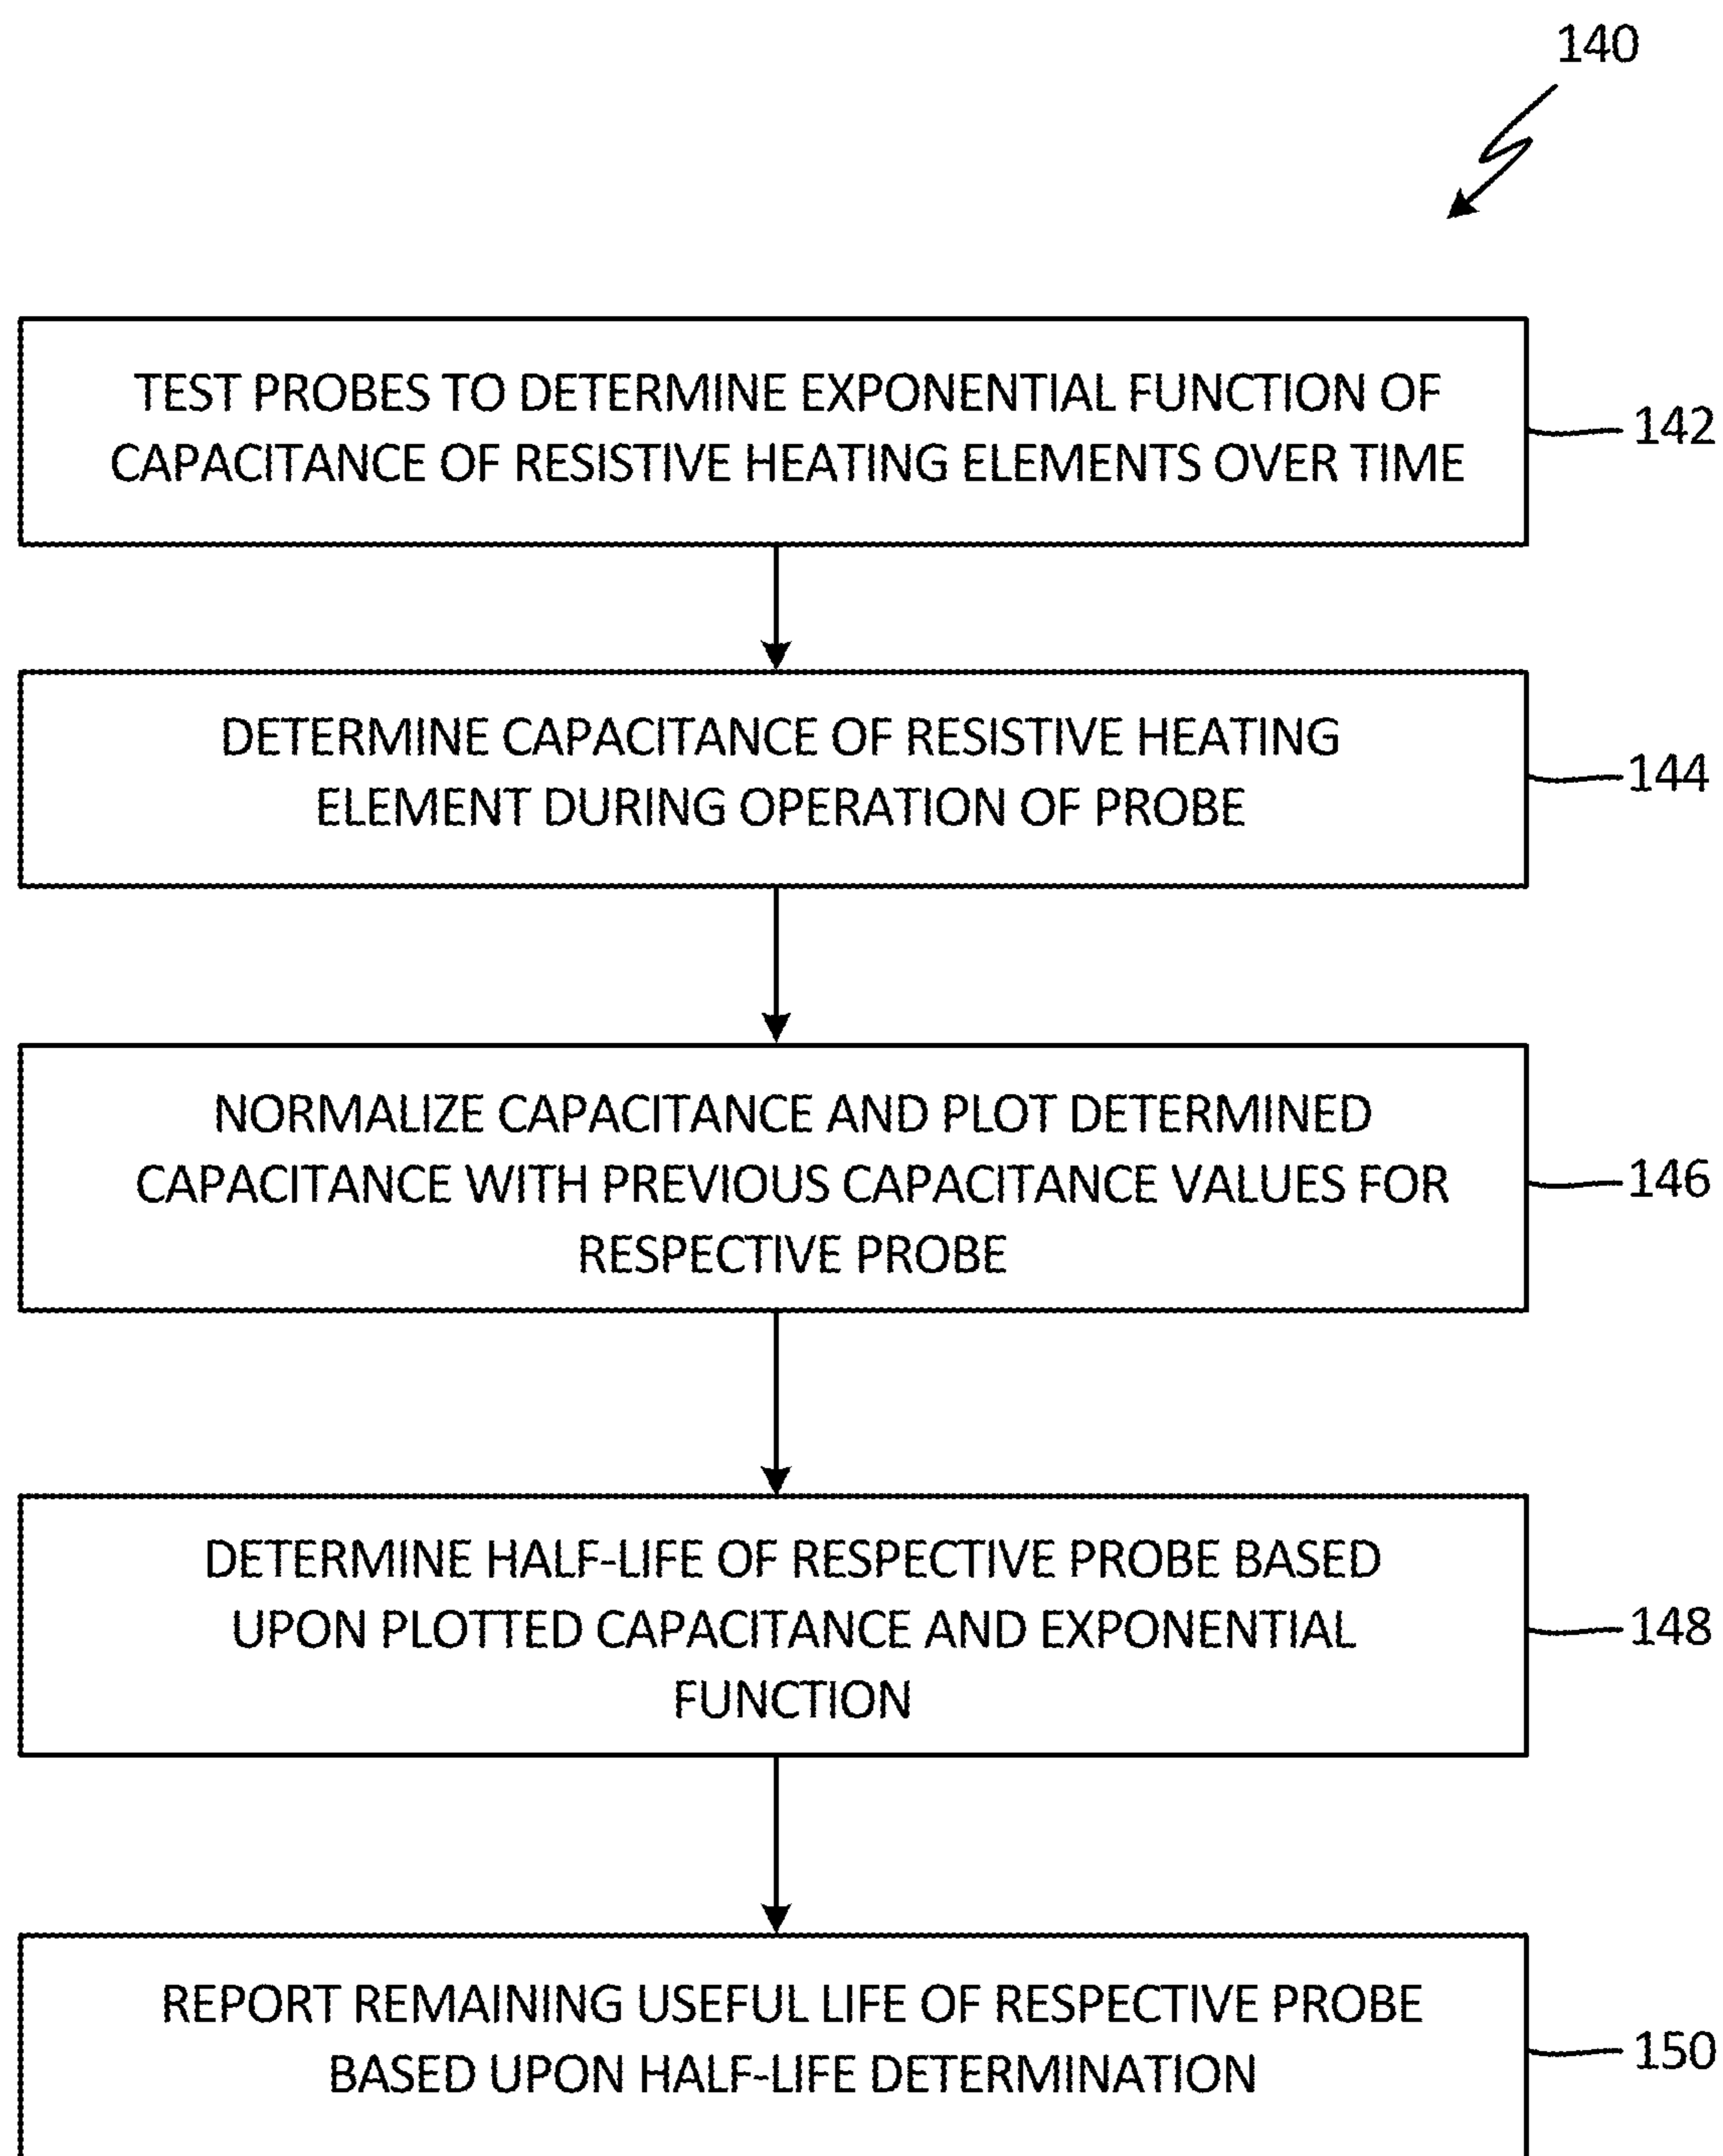 140
TEST PROBES TO DETERMINE EXPONENTIAL FUNCTION OF
CAPACITANCE OF RESISTIVE HEATING ELEMENTS OVER TIME
142
DETERMINE CAPACITANCE OF RESISTIVE HEATING
ELEMENT DURING OPERATION OF PROBE
144
NORMALIZE CAPACITANCE AND PLOT DETERMINED
CAPACITANCE WITH PREVIOUS CAPACITANCE VALUES FOR
RESPECTIVE PROBE
146
DETERMINE HALF-LIFE OF RESPECTIVE PROBE BASED
UPON PLOTTED CAPACITANCE AND EXPONENTIAL
FUNCTION
148
REPORT REMAINING USEFUL LIFE OF RESPECTIVE PROBE
BASED UPON HALF-LIFE DETERMINATION
150